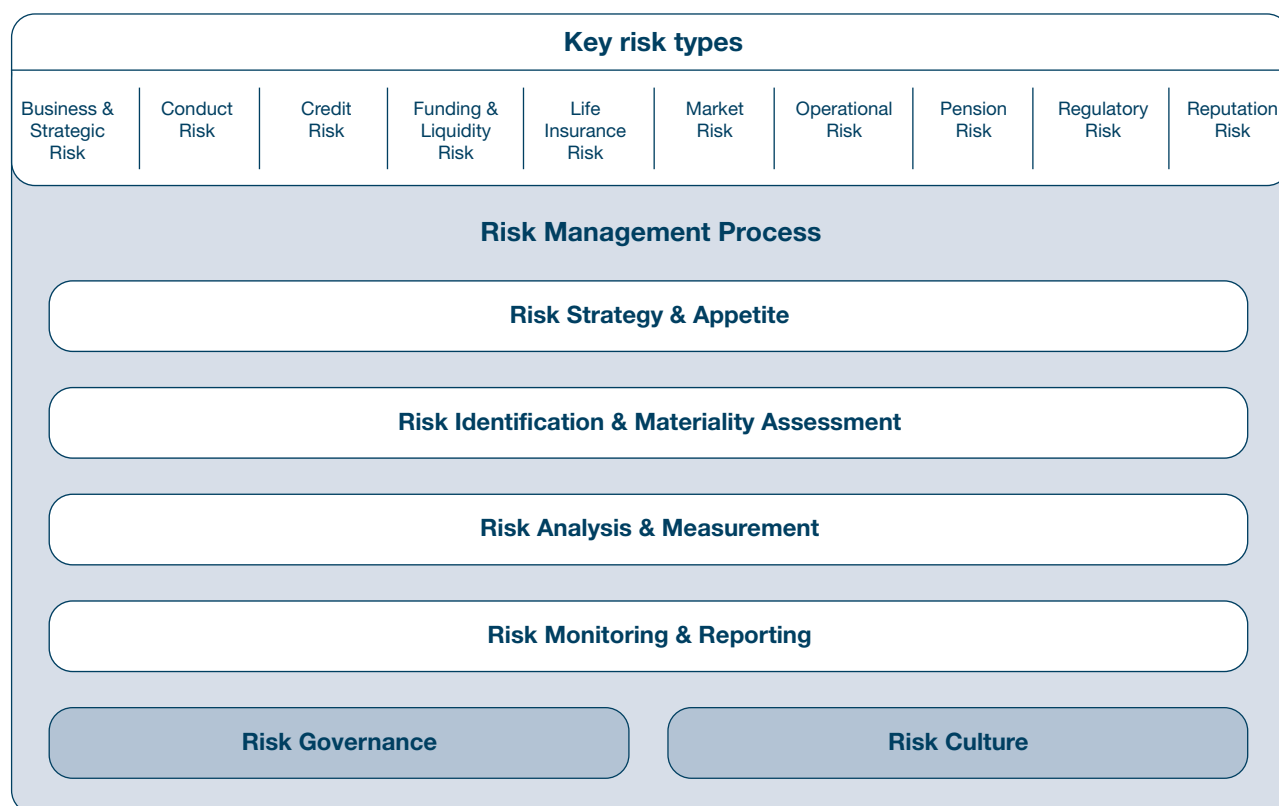 Key risk types
Business &
Strategic
Risk
Conduct
Risk
Credit
Risk
Funding &
Liquidity
Risk
Life
Insurance
Risk
Market
Risk
Operational
Risk
Pension
Risk
Regulatory
Risk
Reputation
Risk
Risk Management Process
Risk Strategy & Appetite
Risk Identification & Materiality Assessment
Risk Analysis & Measurement
Risk Monitoring & Reporting
Risk Governance
Risk Culture